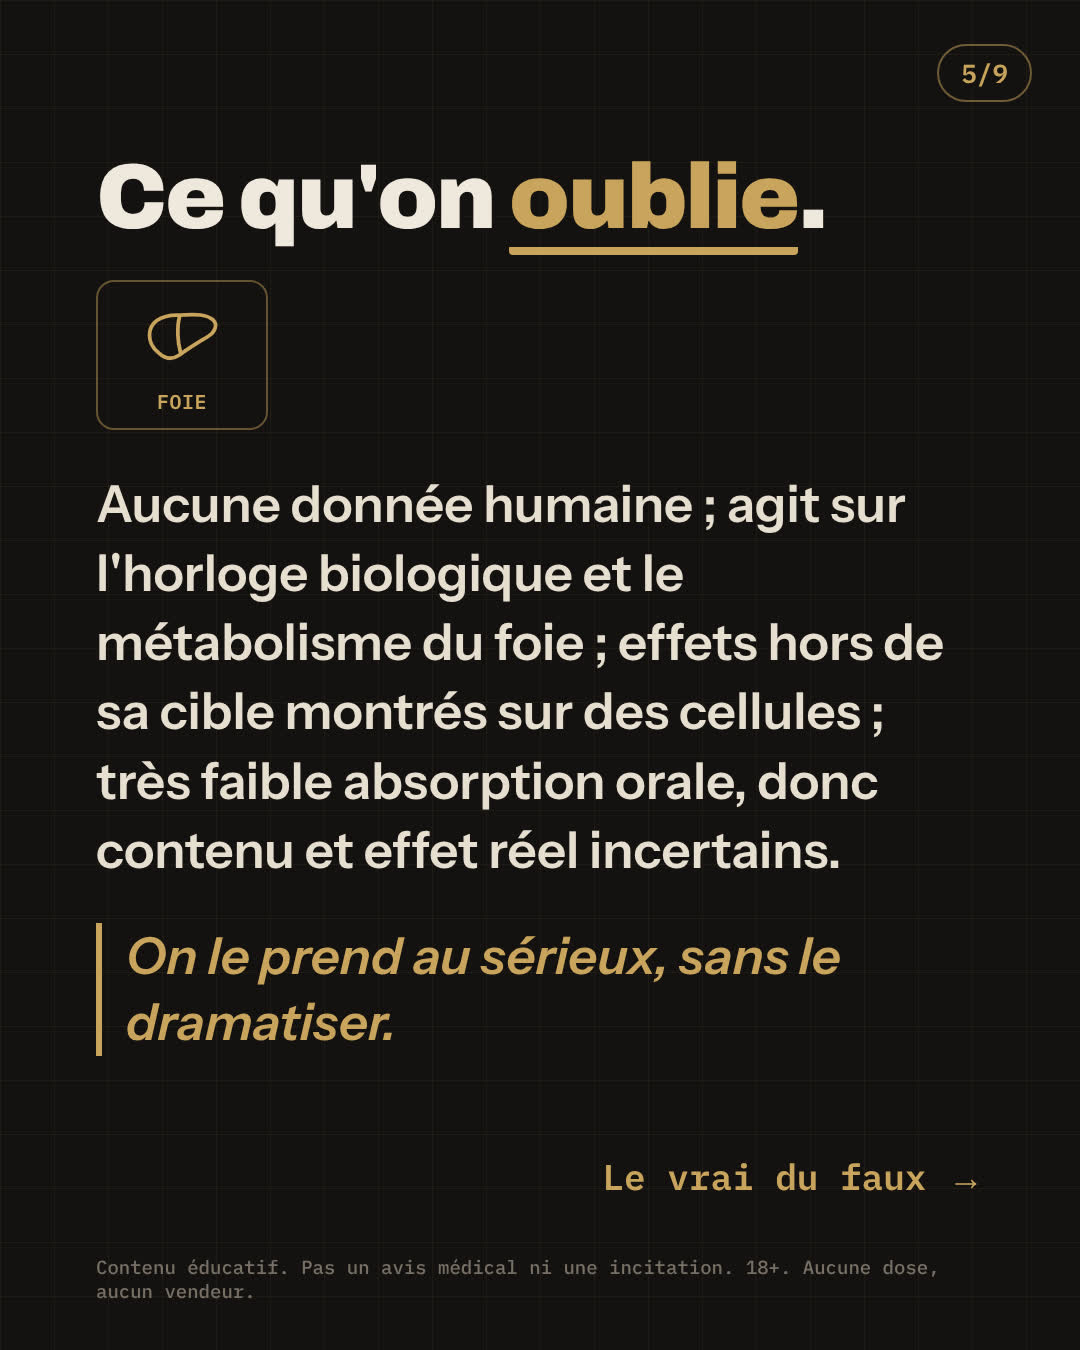 5/9
Ce qu'on oublie.
FOIE
Aucune donnée humaine ; agit sur
l'horloge biologique et le
métabolisme du foie ; effets hors de
sa cible montrés sur des cellules ;
très faible absorption orale, donc
contenu et effet réel incertains.
On le prend au sérieux, sans le
dramatiser.
Le vrai du faux →
Contenu éducatif. Pas un avis médical ni une incitation. 18+. Aucune dose,
aucun vendeur.